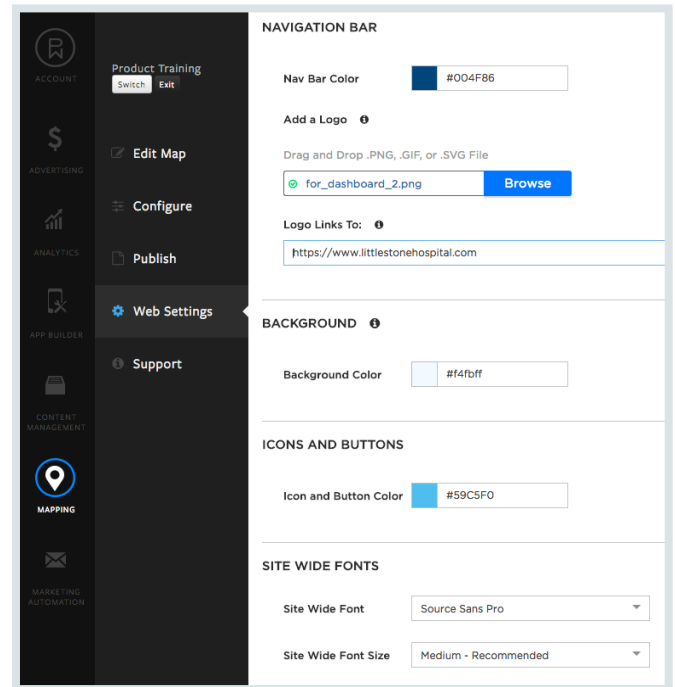 ACCOUNT
ADVERTISING
ANALYTICS
APP BUILDER
CONTENT
MANAGEMENT
MAPPING
MARKETING
AUTOMATION
Product Training
Switch Exit
Edit Map
Configure
Publish
Web Settings
Support
NAVIGATION BAR
Nav Bar Color #004F86
Add a Logo
Drag and Drop .PNG, .GIF, or .SVG File
for_dashboard_2.png Browse
Logo Links To:
https://www.littlestonehospital.com
BACKGROUND
Background Color #f4fbff
ICONS AND BUTTONS
Icon and Button Color #59C5F0
SITE WIDE FONTS
Site Wide Font Source Sans Pro
Site Wide Font Size Medium - Recommended